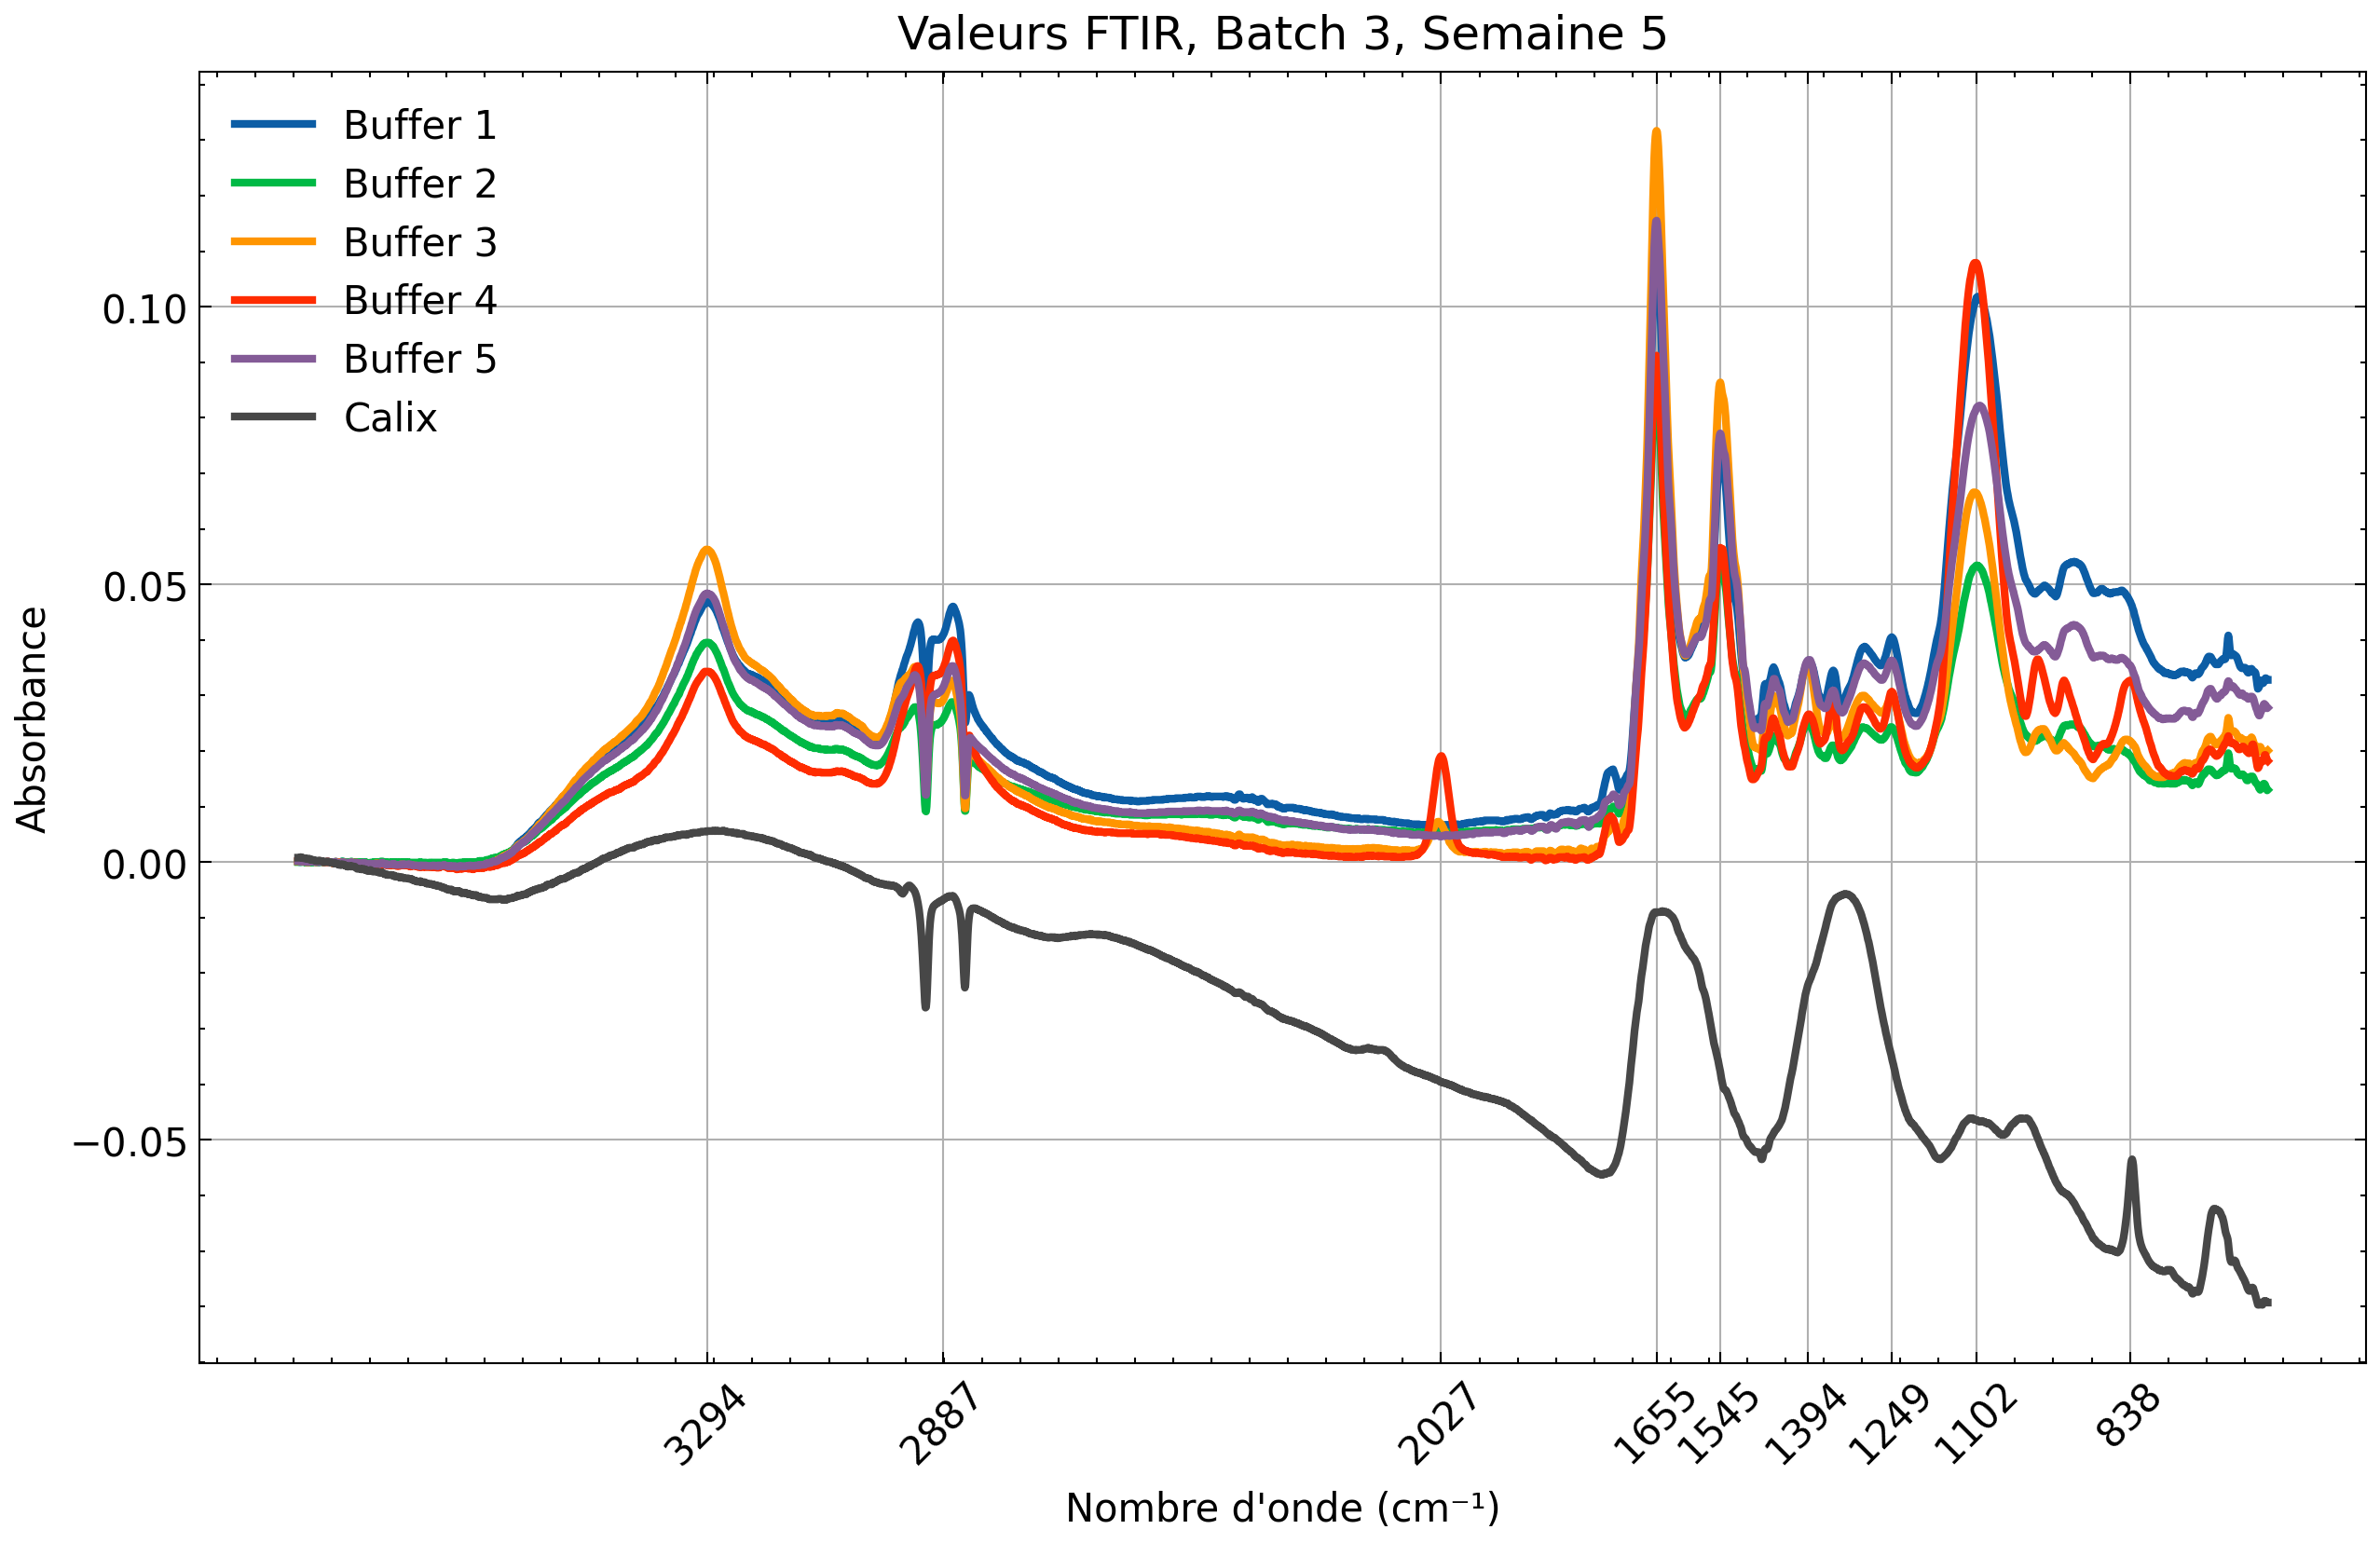 Valeurs FTIR, Batch 3, Semaine 5
Buffer 1
Buffer 2
Buffer 3
Buffer 4
Buffer 5
Calix
Absorbance
0.10
0.05
0.00
−0.05
3294
2887
2027
1655
1545
1394
1249
1102
838
Nombre d'onde (cm⁻¹)